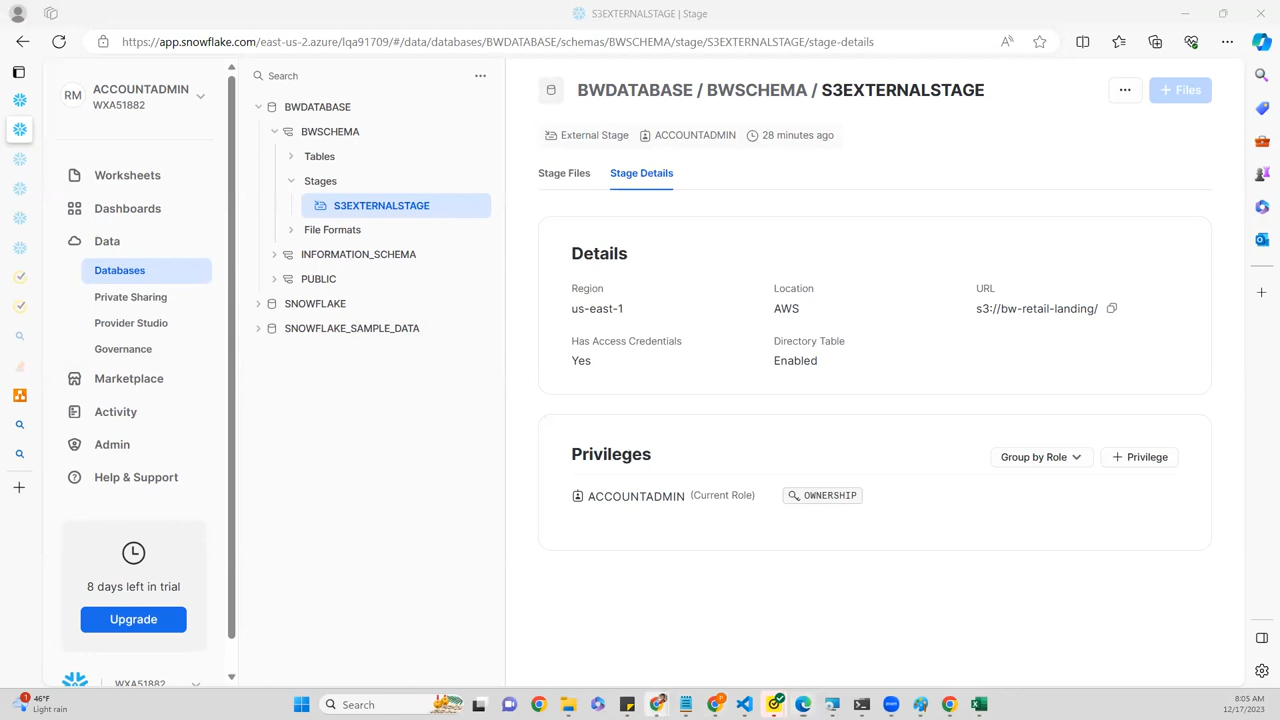 S3EXTERNALSTAGE | Stage
https://app.snowflake.com/east-us-2.azure/lqa91709/#/data/databases/BWDATABASE/schemas/BWSCHEMA/stage/S3EXTERNALSTAGE/stage-details
RM
ACCOUNTADMIN
WXA51882
Worksheets
Dashboards
Data
Databases
Private Sharing
Provider Studio
Governance
Marketplace
Activity
Admin
Help & Support
8 days left in trial
Upgrade
WXA51882
Search
BWDATABASE
BWSCHEMA
Tables
Stages
S3EXTERNALSTAGE
File Formats
INFORMATION_SCHEMA
PUBLIC
SNOWFLAKE
SNOWFLAKE_SAMPLE_DATA
BWDATABASE / BWSCHEMA / S3EXTERNALSTAGE
+ Files
External Stage ACCOUNTADMIN 28 minutes ago
Stage Files Stage Details
Details
Region Location URL
us-east-1 AWS s3://bw-retail-landing/
Has Access Credentials Directory Table
Yes Enabled
Privileges
Group by Role + Privilege
ACCOUNTADMIN (Current Role) OWNERSHIP
1
46°F
Light rain
Search
8:05 AM
12/17/2023